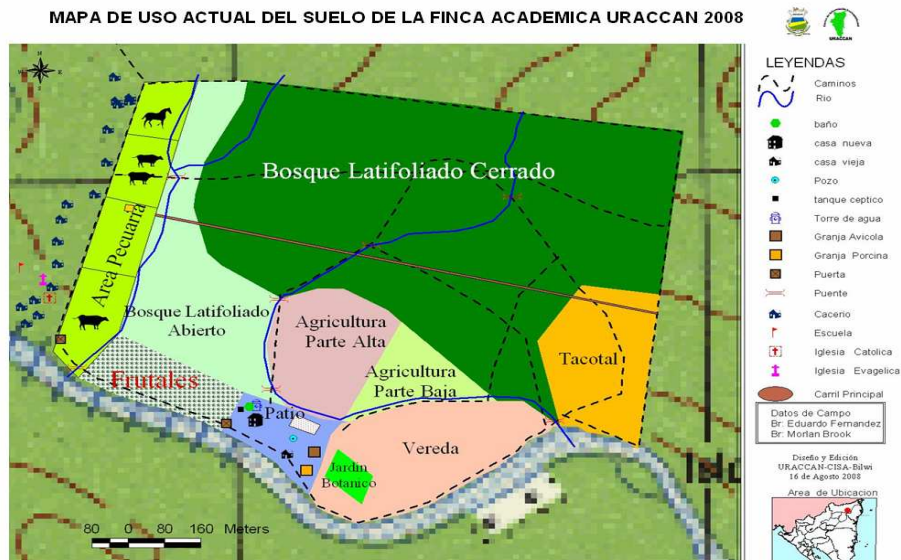 MAPA DE USO ACTUAL DEL SUELO DE LA FINCA ACADEMICA URACCAN 2008
URACCAN
LEYENDAS
Caminos
Rio
baño
casa nueva
casa vieja
Pozo
tanque ceptico
Torre de agua
Granja Avicola
Granja Porcina
Puerta
Puente
Cacerio
Escuela
Iglesia Catolica
Iglesia Evagelica
Carril Principal
Datos de Campo
Br: Eduardo Fernandez
Br: Morlan Brook
Diseño y Edición
URACCAN-CISA-Bilwi
16 de Agosto 2008
Area de Ubicacion
Bosque Latifoliado Cerrado
Area Pecuaria
Bosque Latifoliado
Abierto
Agricultura
Parte Alta
Agricultura
Parte Baja
Tacotal
Frutales
Patio
Vereda
Jardin
Botanico
80 0 80 160 Meters